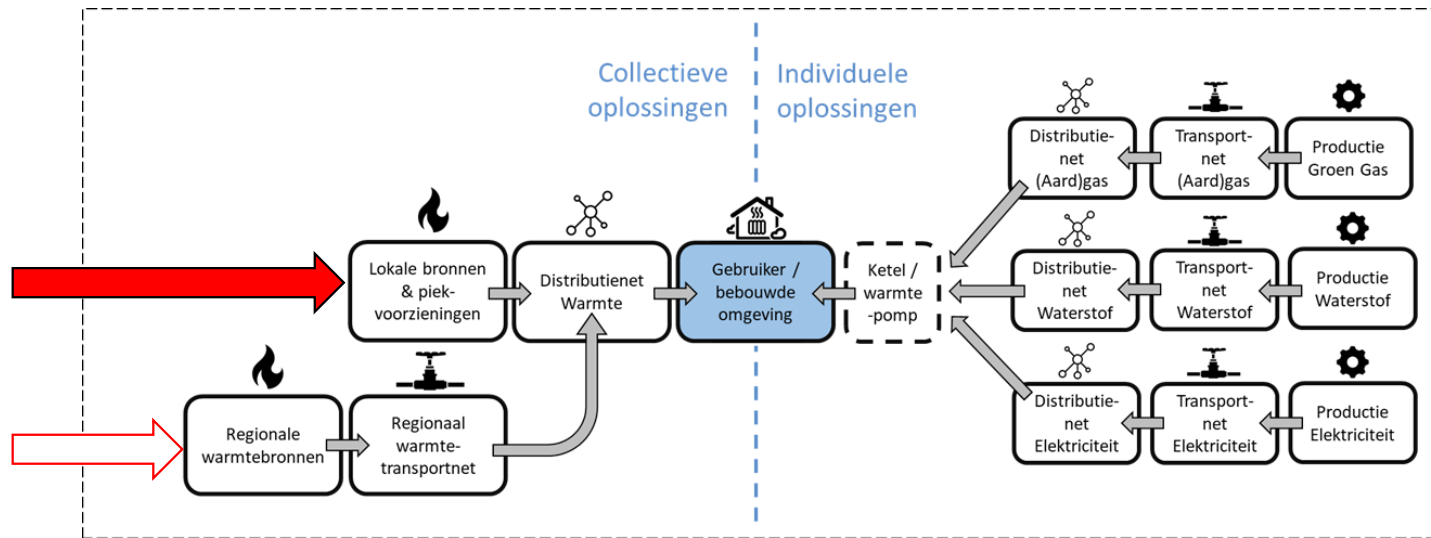 Collectieve
oplossingen
Individuele
oplossingen
Distributie-
net
(Aard)gas
Transport-
net
(Aard)gas
Productie
Groen Gas
Lokale bronnen
& piek-
voorzieningen
Distributienet
Warmte
Gebruiker /
bebouwde
omgeving
Ketel /
warmte
-pomp
Distributie-
net
Waterstof
Transport-
net
Waterstof
Productie
Waterstof
Regionale
warmtebronnen
Regionaal
warmte-
transportnet
Distributie-
net
Elektriciteit
Transport-
net
Elektriciteit
Productie
Elektriciteit